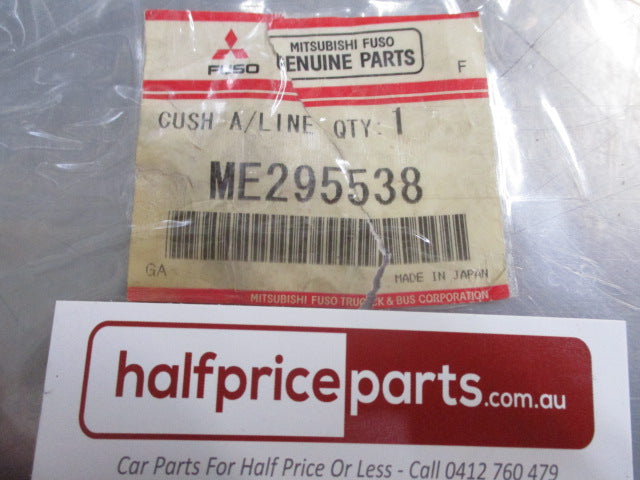 MITSUBISHI FUSO
GENUINE PARTS
FUSO
F
CUSH A/LINE QTY: 1
ME295538
GA
MADE IN JAPAN
MITSUBISHI FUSO TRUCK & BUS CORPORATION
halfpriceparts.com.au
Car Parts For Half Price Or Less - Call 0412 760 479